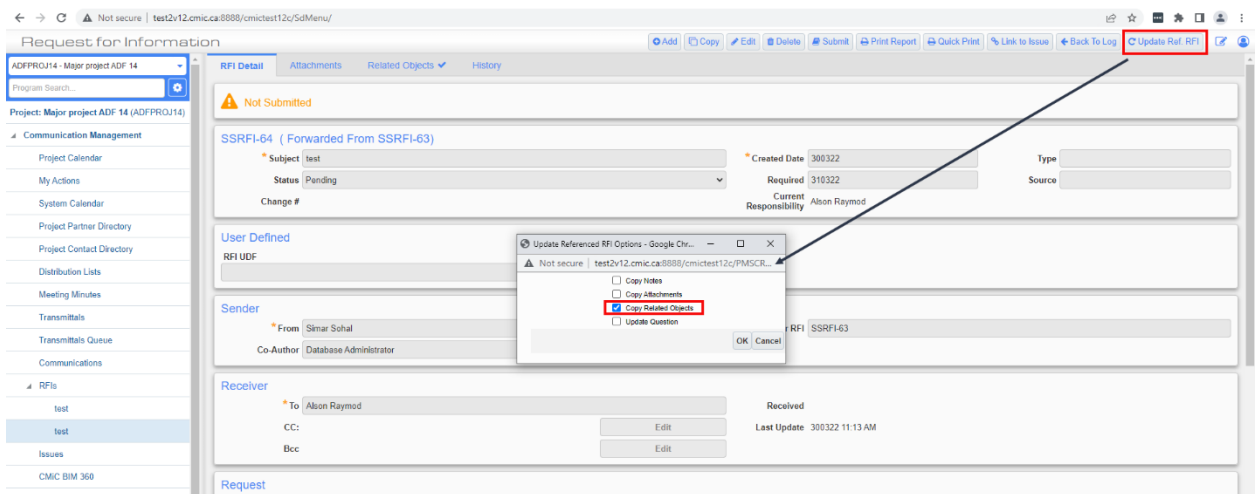 Not secure | test2v12.cmic.ca:8888/cmictest12c/SdMenu/
Request for Information
Add Copy Edit Delete Submit Print Report Quick Print Link to Issue Back To Log Update Ref. RFI
ADFPROJ14 - Major project ADF 14
Program Search...
Project: Major project ADF 14 (ADFPROJ14)
Communication Management
Project Calendar
My Actions
System Calendar
Project Partner Directory
Project Contact Directory
Distribution Lists
Meeting Minutes
Transmittals
Transmittals Queue
Communications
RFIs
test
test
Issues
CMiC BIM 360
RFI Detail Attachments Related Objects History
Not Submitted
SSRFI-64 ( Forwarded From SSRFI-63)
* Subject test * Created Date 300322 Type
Status Pending Required 310322 Source
Change # Current Responsibility Alson Raymod
User Defined
RFI UDF
Update Referenced RFI Options - Google Chr...
Not secure | test2v12.cmic.ca:8888/cmictest12c/PMSCR...
Copy Notes
Copy Attachments
Copy Related Objects
Update Question
OK Cancel
Sender
* From Simar Sohal r RFI SSRFI-63
Co-Author Database Administrator
Receiver
* To Alson Raymod Received
CC: Edit Last Update 300322 11:13 AM
Bcc Edit
Request